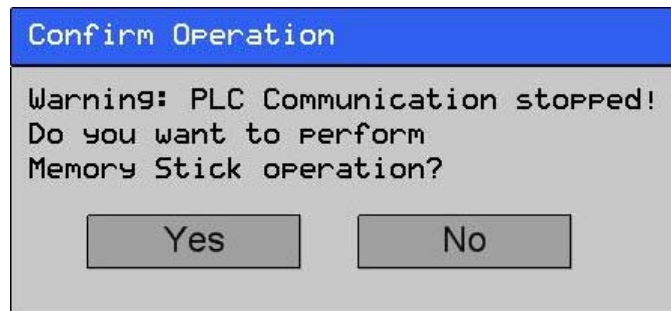 Confirm Operation
Warning: PLC Communication stopped!
Do you want to perform
Memory Stick operation?
Yes No